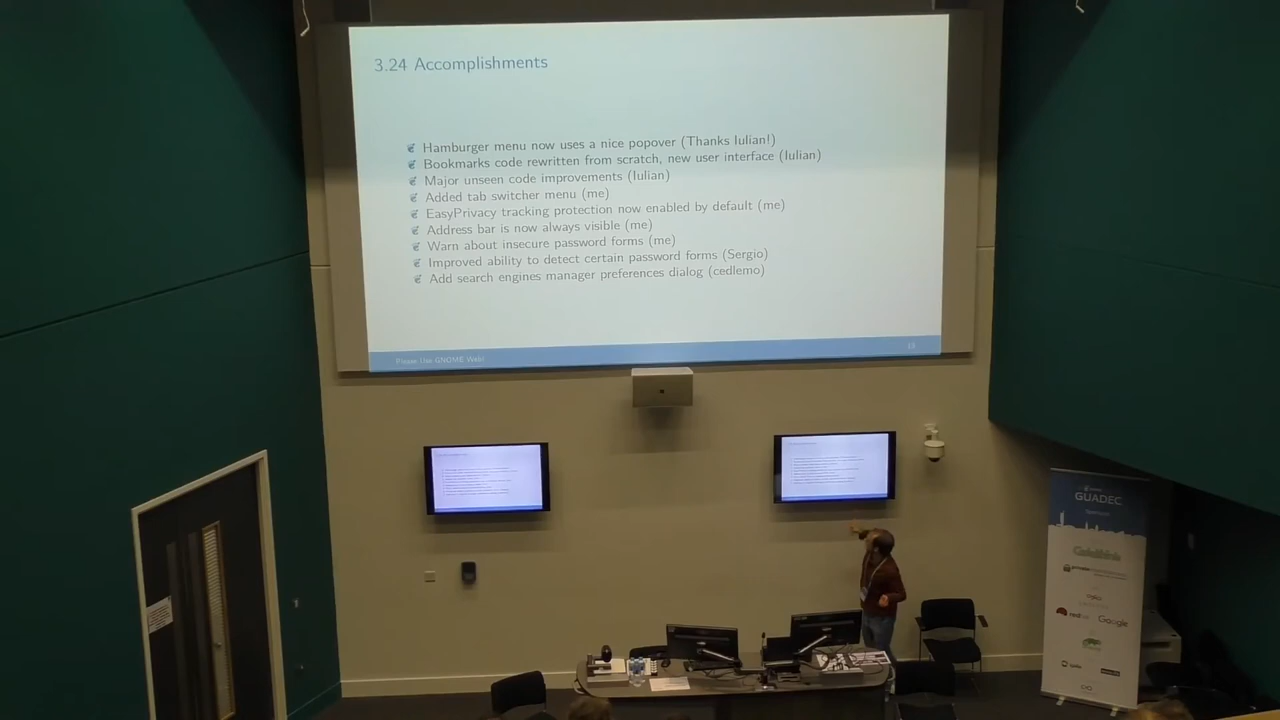 3.24 Accomplishments
Hamburger menu now uses a nice popover (Thanks Iulian!)
Bookmarks code rewritten from scratch, new user interface (Iulian)
Major unseen code improvements (Iulian)
Added tab switcher menu (me)
EasyPrivacy tracking protection now enabled by default (me)
Address bar is now always visible (me)
Warn about insecure password forms (me)
Improved ability to detect certain password forms (Sergio)
Add search engines manager preferences dialog (cedlemo)
Please Use GNOME Web!
GUADEC
redhat
Google